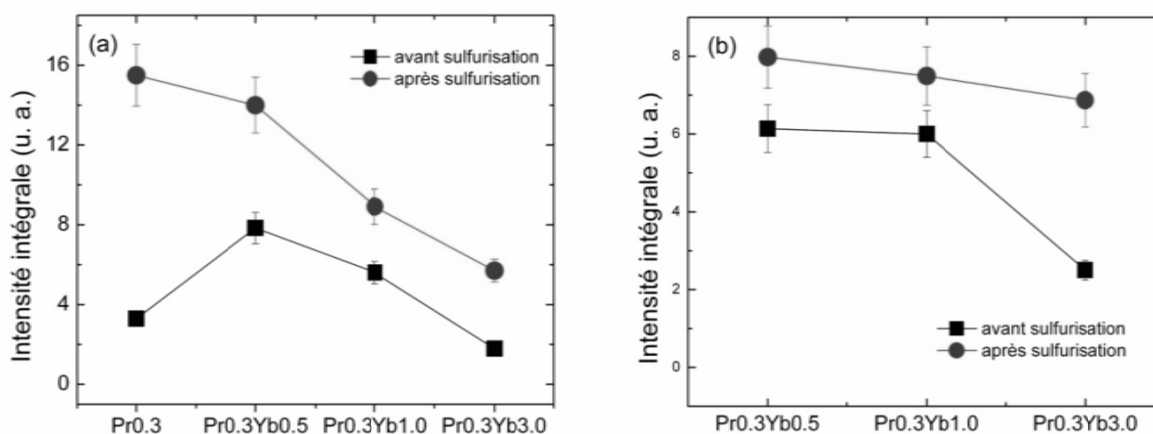 (a)
avant sulfurisation
après sulfurisation
Intensité intégrale (u. a.)
16
12
8
4
0
Pr0.3 Pr0.3Yb0.5 Pr0.3Yb1.0 Pr0.3Yb3.0
(b)
Intensité intégrale (u. a.)
8
6
4
2
0
avant sulfurisation
après sulfurisation
Pr0.3Yb0.5 Pr0.3Yb1.0 Pr0.3Yb3.0